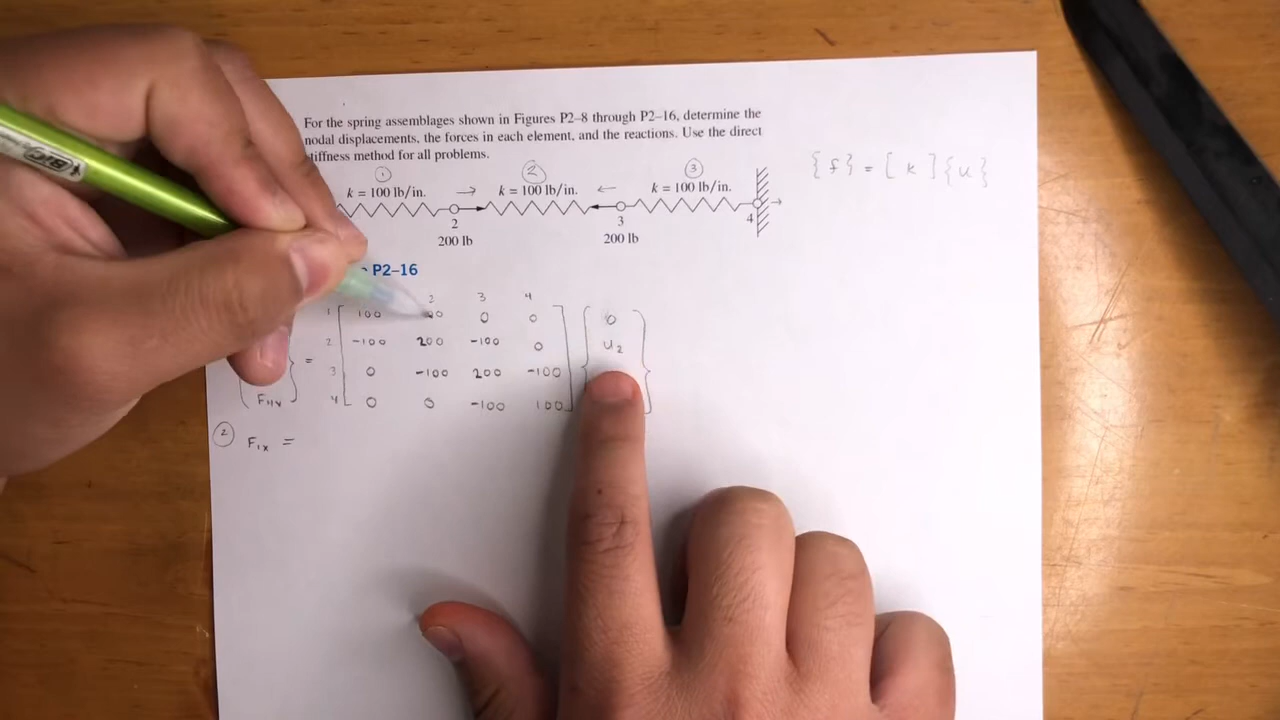 For the spring assemblages shown in Figures P2–8 through P2–16, determine the
nodal displacements, the forces in each element, and the reactions. Use the direct
stiffness method for all problems.
{f} = [k]{u}
1 2 3
k = 100 lb/in. → k = 100 lb/in. ← k = 100 lb/in.
2 3 4 →
200 lb 200 lb
P2–16
2 3 4
1 100 0 0 0
2 -100 200 -100 0 u₂
= 3 0 -100 200 -100
F₄ₓ 4 0 0 -100 100
2 F₁ₓ =
BIC